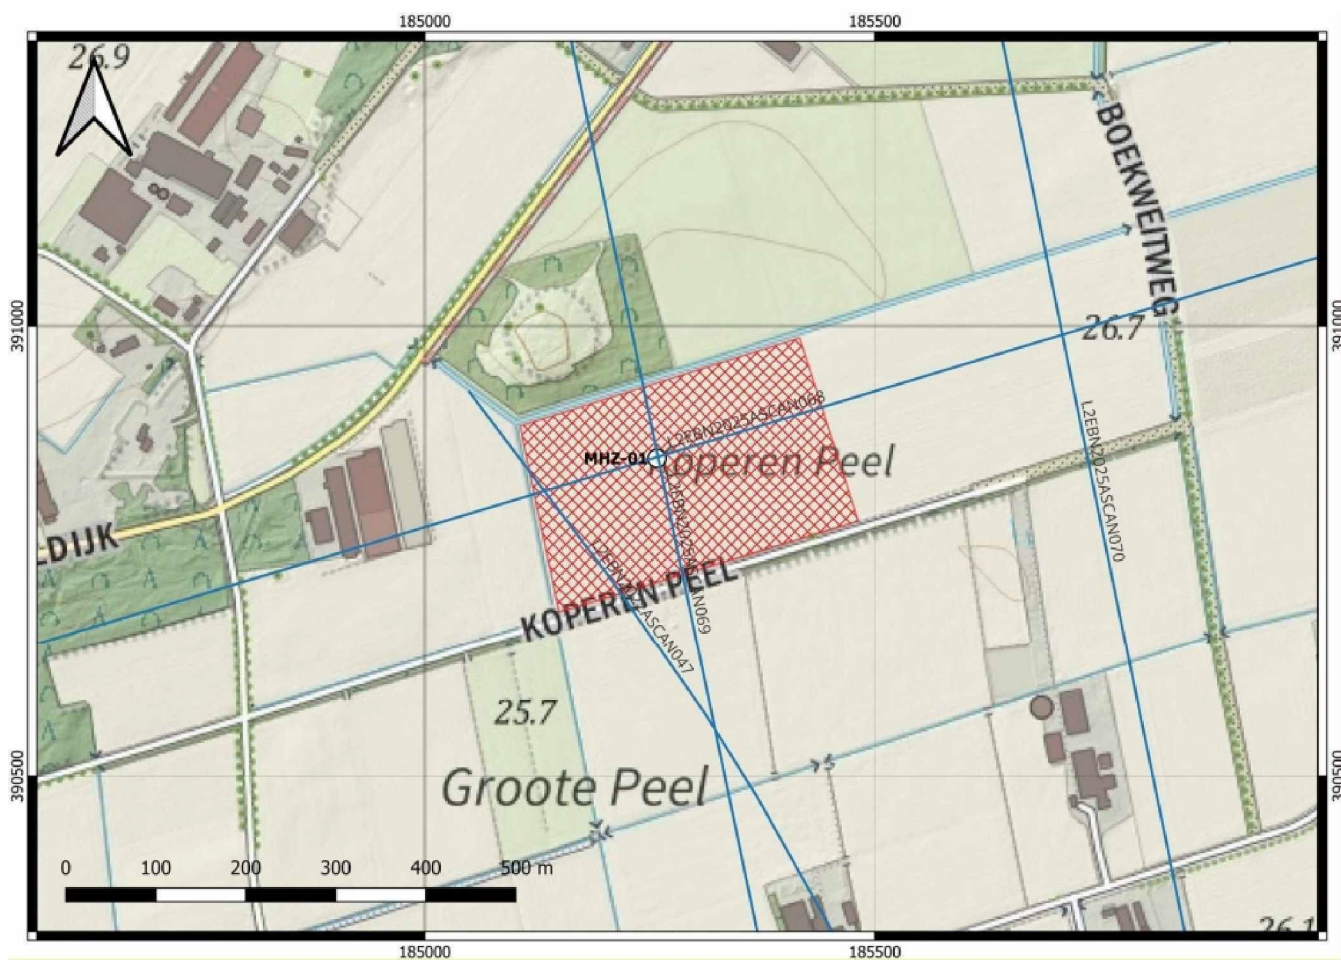 185000
185500
26.9
BOEKWEITWEG
391000
391000
26.7
L2EBN2025ASCAN068
MHZ-01
Koperen Peel
L2EBN2025ASCAN070
LDIJK
L2EBN2025ASCAN069
L2EBN2025ASCAN047
KOPEREN PEEL
25.7
390500
390500
Groote Peel
0 100 200 300 400 500 m
26.1
185000
185500